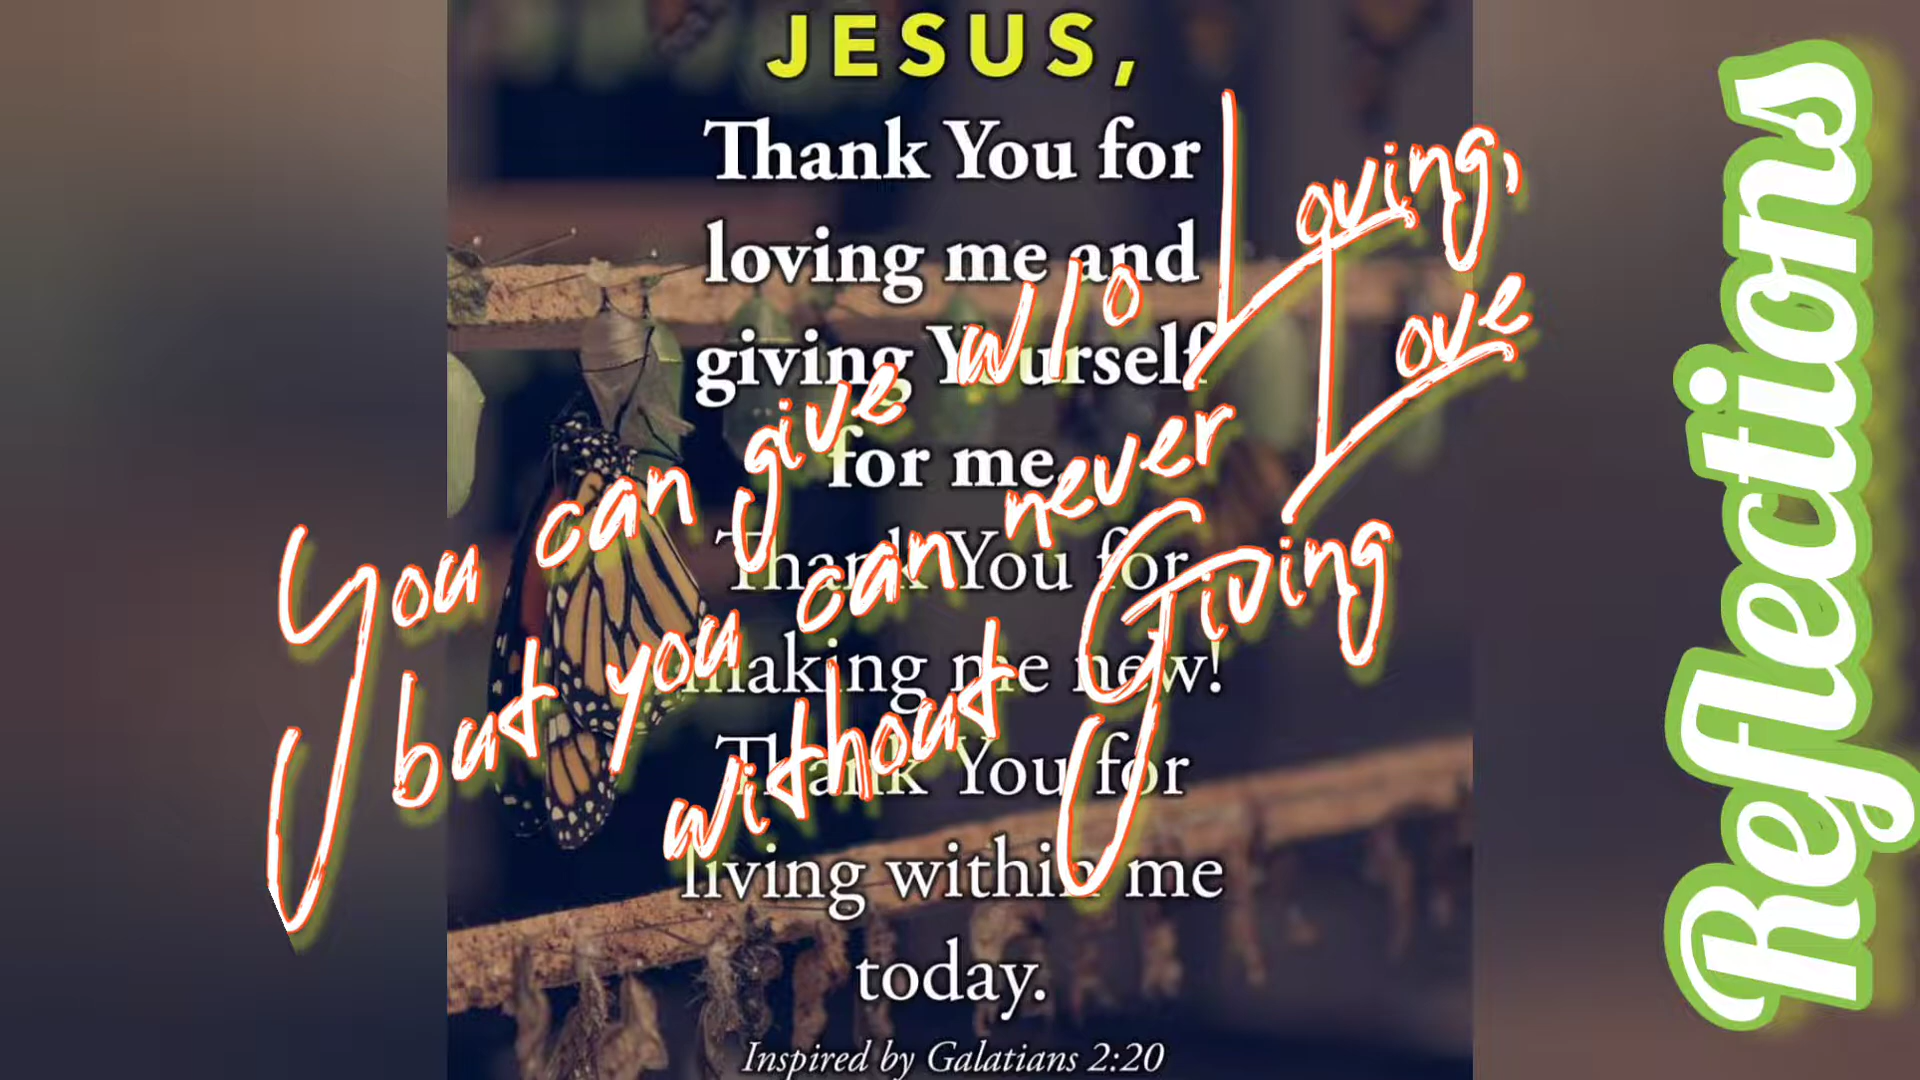 JESUS,
Thank You for
loving me and
giving Yourself
for me.
Thank You for
making me new!
Thank You for
living within me
today.
Inspired by Galatians 2:20
You can give w/o Loving,
but you can never Love
without Giving
Reflections